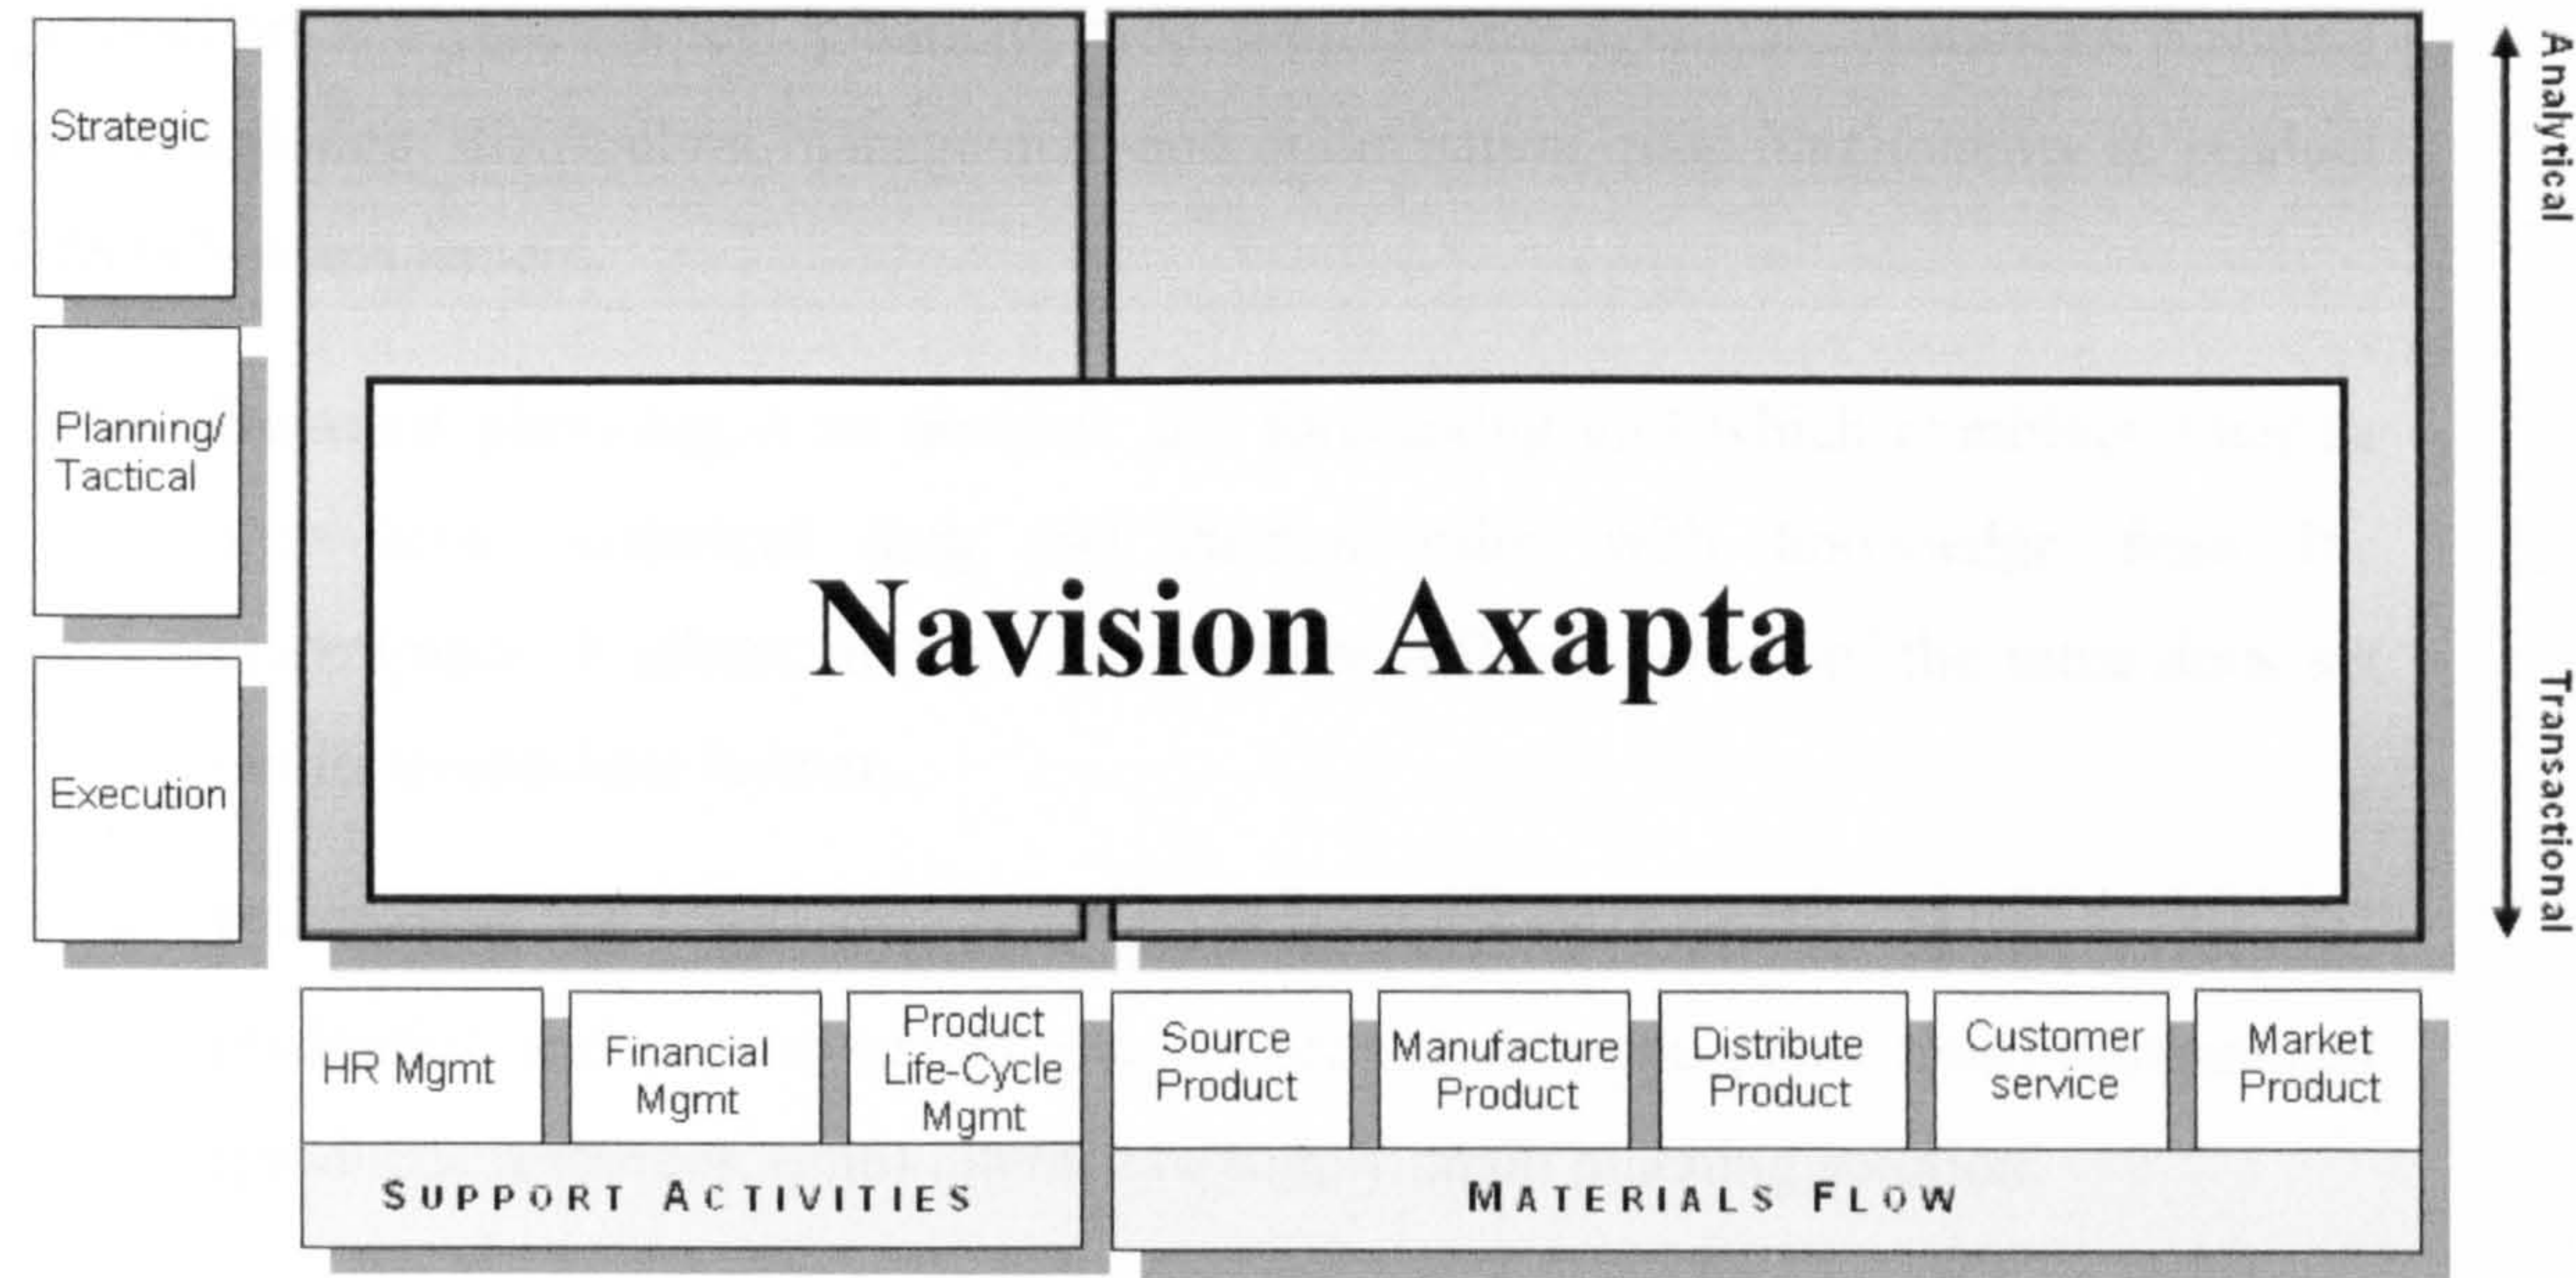 Strategic
Planning/
Tactical
Execution
Navision Axapta
Analytical
Transactional
HR Mgmt
Financial
Mgmt
Product
Life-Cycle
Mgmt
Source
Product
Manufacture
Product
Distribute
Product
Customer
service
Market
Product
SUPPORT ACTIVITIES
MATERIALS FLOW